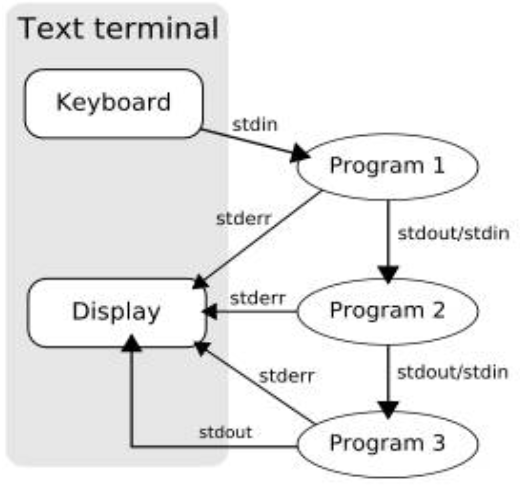 Text terminal
Keyboard
stdin
Program 1
stderr
stdout/stdin
Display
stderr
Program 2
stderr
stdout/stdin
stdout
Program 3